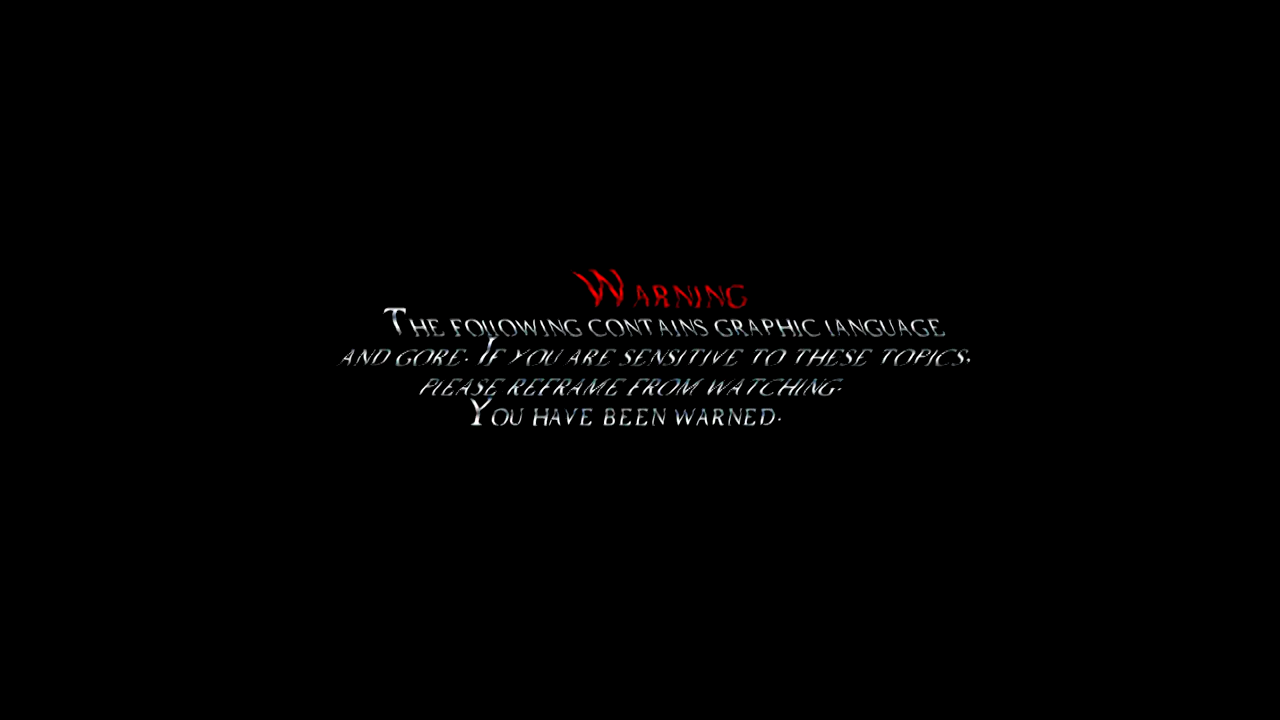 Warning
The following contains graphic language
and gore. If you are sensitive to these topics,
please reframe from watching.
You have been warned.